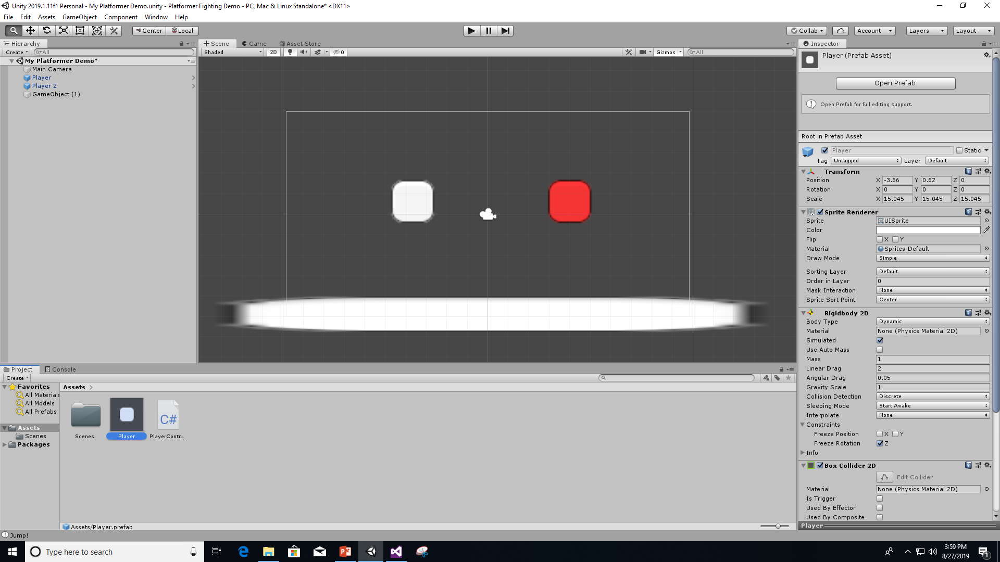 Unity 2019.1.11f1 Personal - My Platformer Demo.unity - Platformer Fighting Demo - PC, Mac & Linux Standalone* <DX11>
File Edit Assets GameObject Component Window Help
Center Local
Collab Account Layers Layout
Hierarchy
Create All
My Platformer Demo*
Main Camera
Player
Player 2
GameObject (1)
Scene Game Asset Store
Shaded 2D 0 Gizmos All
Inspector
Player (Prefab Asset)
Open Prefab
Open Prefab for full editing support.
Root in Prefab Asset
Player Static
Tag Untagged Layer Default
Transform
Position X -3.66 Y 0.62 Z 0
Rotation X 0 Y 0 Z 0
Scale X 15.045 Y 15.045 Z 15.045
Sprite Renderer
Sprite UISprite
Color
Flip X Y
Material Sprites-Default
Draw Mode Simple
Sorting Layer Default
Order in Layer 0
Mask Interaction None
Sprite Sort Point Center
Rigidbody 2D
Body Type Dynamic
Material None (Physics Material 2D)
Simulated
Use Auto Mass
Mass 1
Linear Drag 2
Angular Drag 0.05
Gravity Scale 1
Collision Detection Discrete
Sleeping Mode Start Awake
Interpolate None
Constraints
Freeze Position X Y
Freeze Rotation Z
Info
Box Collider 2D
Edit Collider
Material None (Physics Material 2D)
Is Trigger
Used By Effector
Used By Composite
Player
Project Console
Create
Favorites
All Materials
All Models
All Prefabs
Assets
Scenes
Packages
Assets
C#
Scenes Player PlayerContr...
Assets/Player.prefab
Jump!
Type here to search
3:59 PM
8/27/2019
1